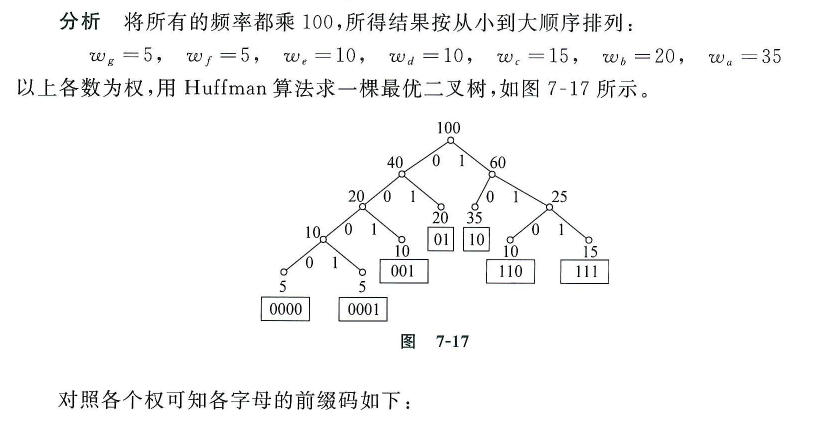 分析 将所有的频率都乘100,所得结果按从小到大顺序排列:
w_g=5, w_f=5, w_e=10, w_d=10, w_c=15, w_b=20, w_a=35
以上各数为权,用Huffman算法求一棵最优二叉树,如图7-17所示。
100
40 0 1 60
20 0 1 0 1 25
10 0 1 20 35 0 1
01 10
0 1 10 10 15
001 110 111
5 5
0000 0001
图 7-17
对照各个权可知各字母的前缀码如下: